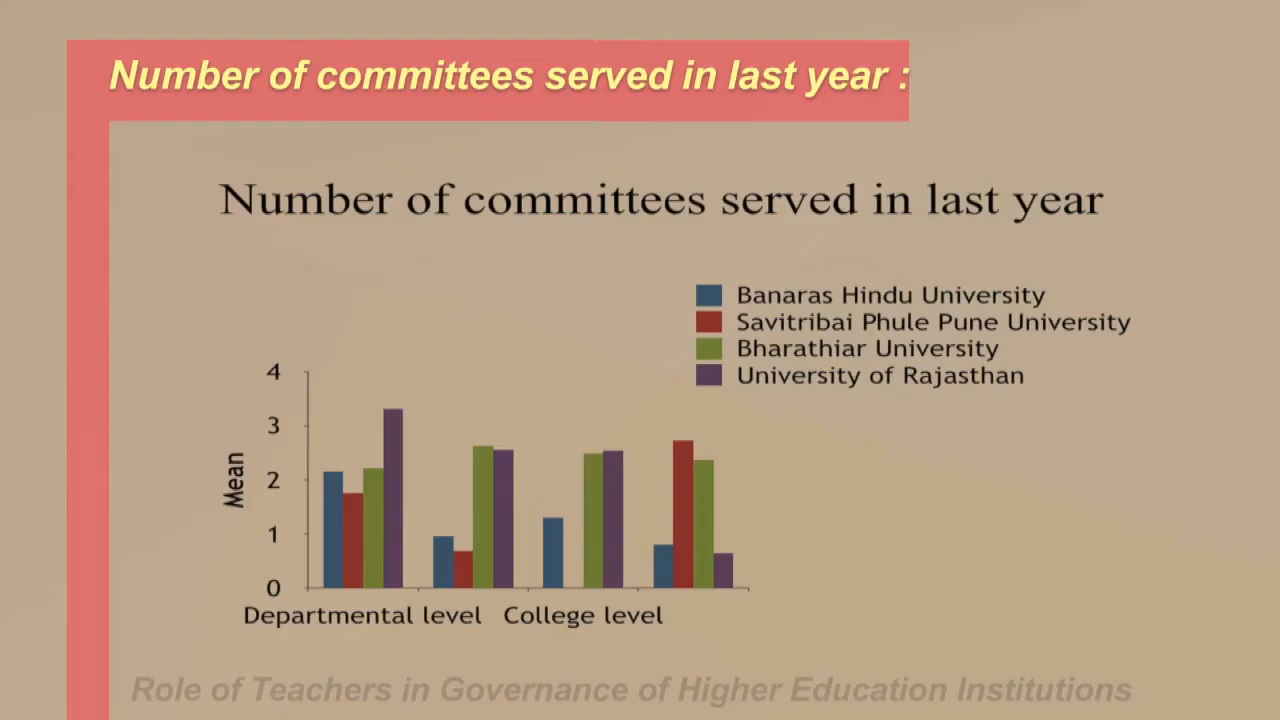 Number of committees served in last year :
Number of committees served in last year
Banaras Hindu University
Savitribai Phule Pune University
Bharathiar University
University of Rajasthan
4
3
2
1
0
Mean
Departmental level College level
Role of Teachers in Governance of Higher Education Institutions